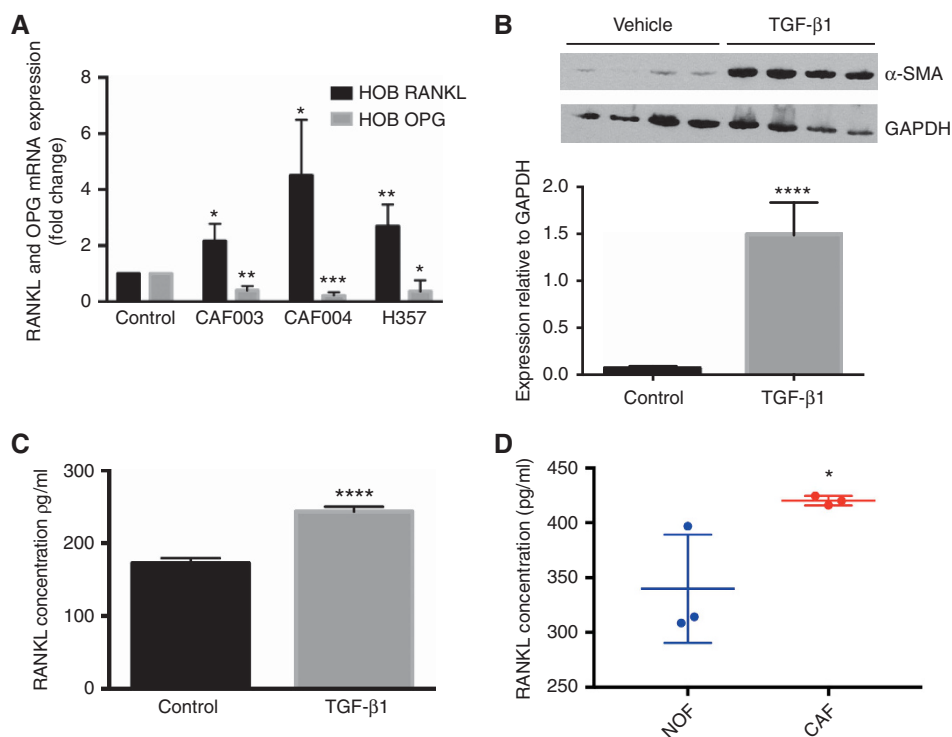 A
RANKL and OPG mRNA expression
(fold change)
8
6
4
2
0
HOB RANKL
HOB OPG
*
**
*
***
**
*
Control CAF003 CAF004 H357
B
Vehicle TGF-β1
α-SMA
GAPDH
Expression relative to GAPDH
2.0
1.5
1.0
0.5
0.0
****
Control TGF-β1
C
RANKL concentration ρg/ml
300
200
100
0
****
Control TGF-β1
D
RANKL concentration (pg/ml)
450
400
350
300
250
*
NOF CAF